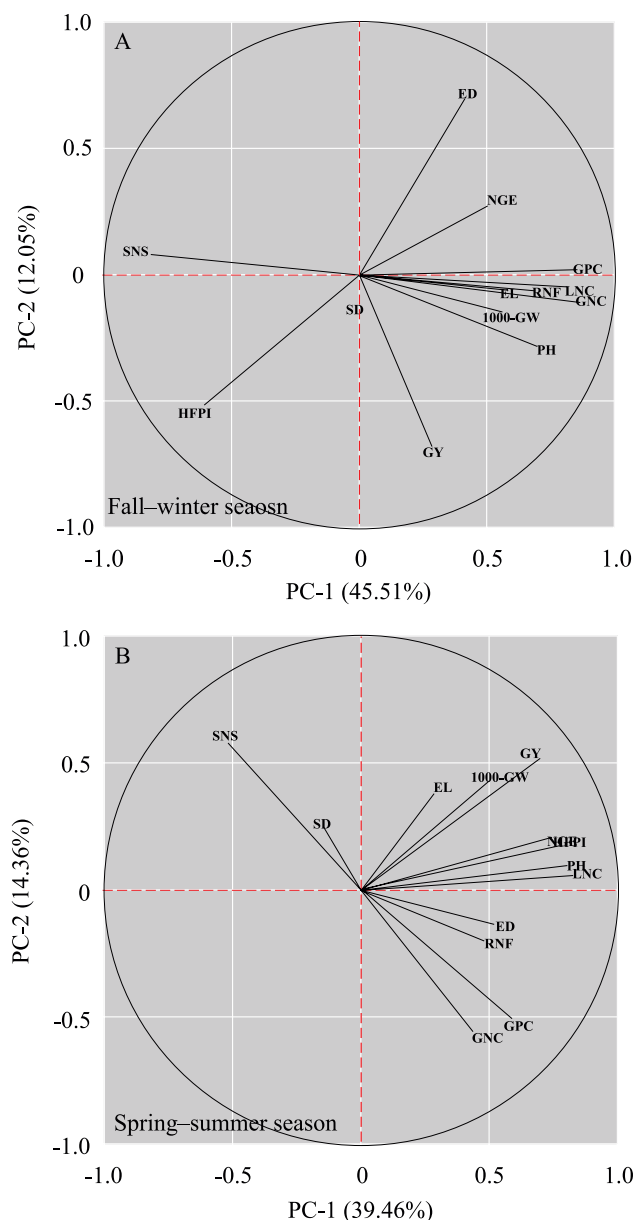 1.0
A
ED
0.5
NGE
SNS
GPC
0
EL RNF LNC
GNC
SD
1000-GW
PH
PC-2 (12.05%)
HFPI
-0.5
GY
Fall–winter seaosn
-1.0
-1.0 -0.5 0 0.5 1.0
PC-1 (45.51%)
1.0
B
SNS
GY
1000-GW
0.5
EL
SD
HFPI
PH
LNC
0
PC-2 (14.36%)
ED
RNF
-0.5
GPC
GNC
Spring–summer season
-1.0
-1.0 -0.5 0 0.5 1.0
PC-1 (39.46%)